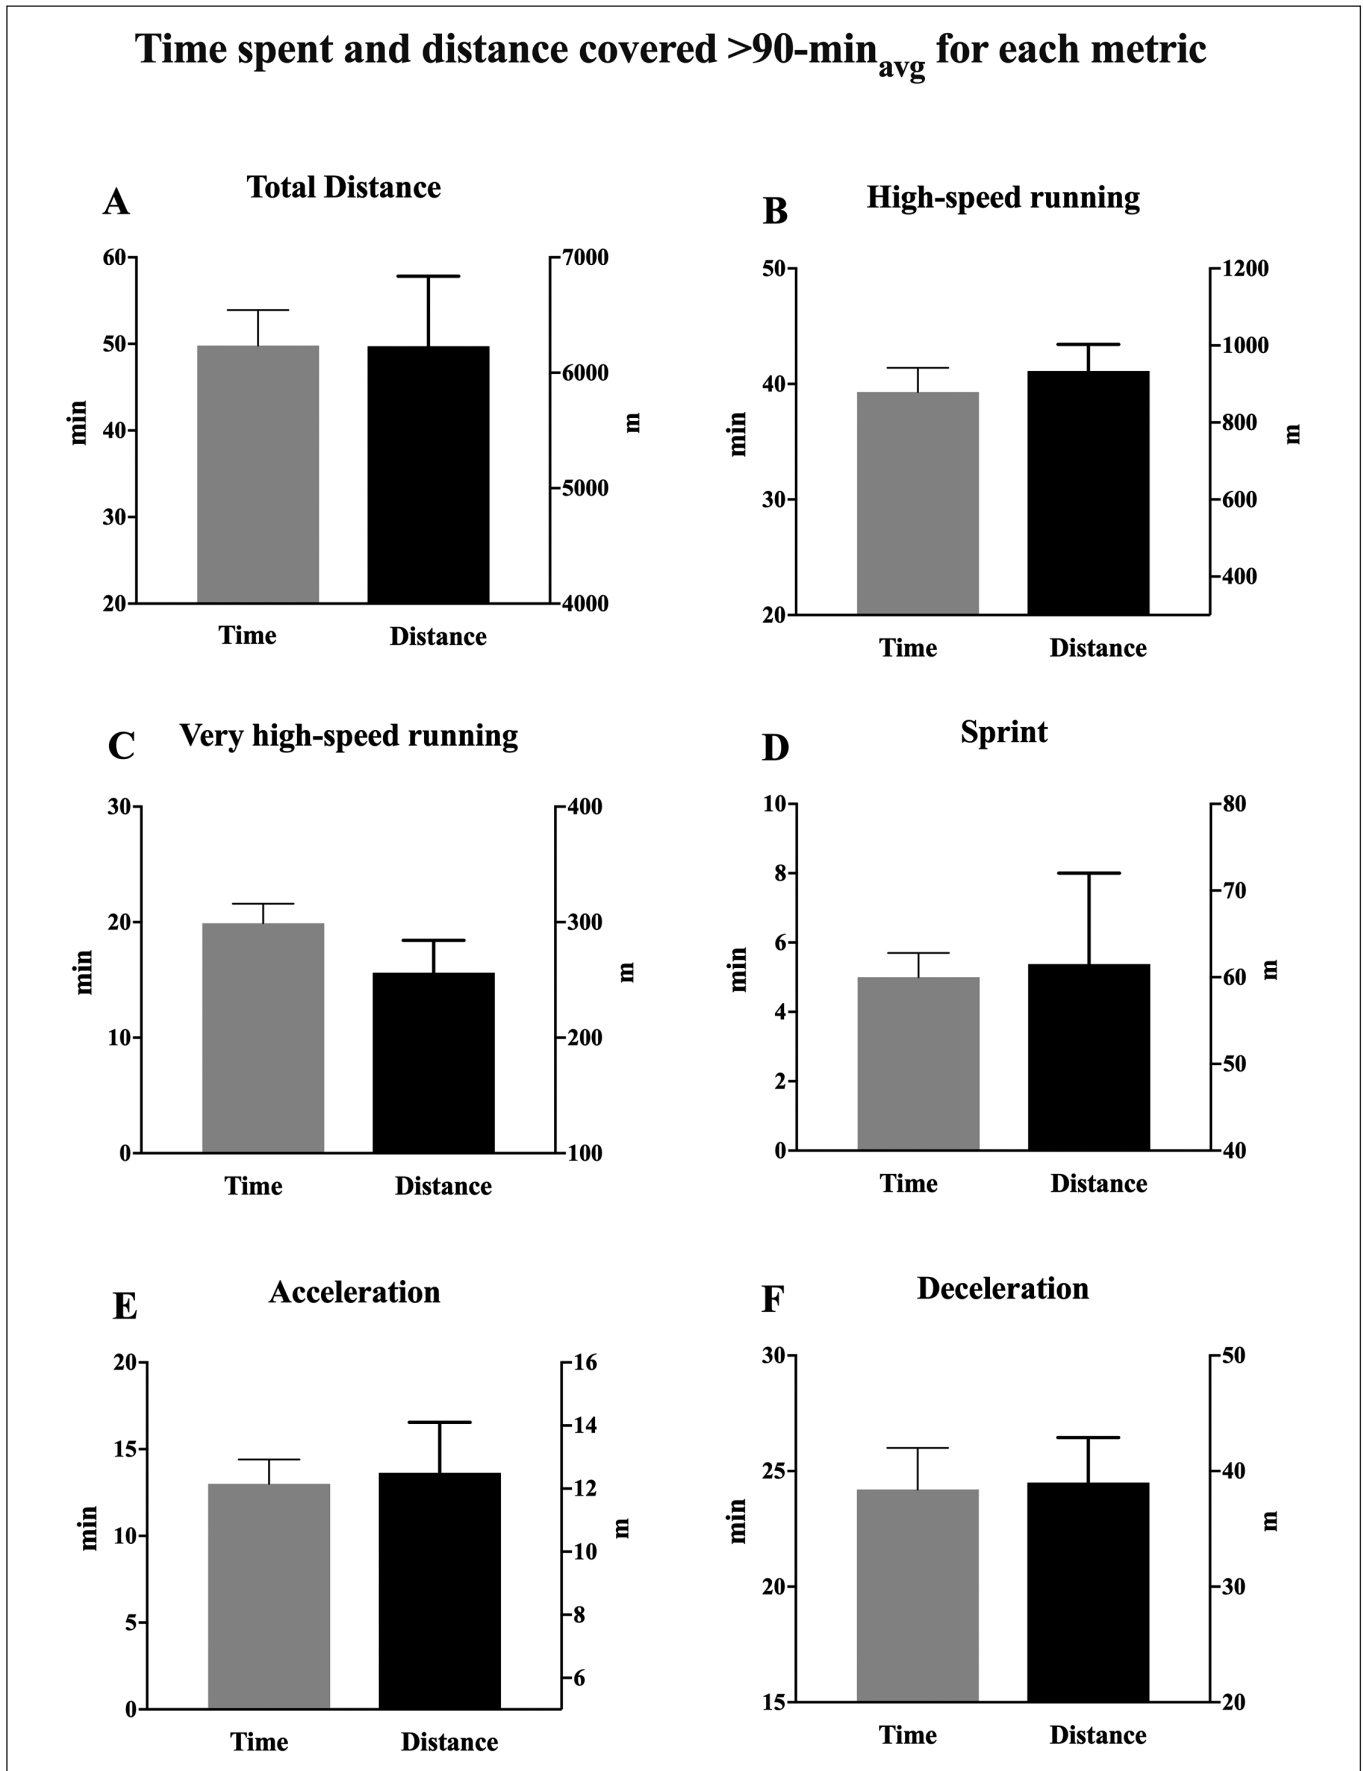 Time spent and distance covered >90-min_avg for each metric
A
Total Distance
60
50
40
30
20
min
7000
6000
5000
4000
m
Time
Distance
B
High-speed running
50
40
30
20
min
1200
1000
800
600
400
m
Time
Distance
C
Very high-speed running
30
20
10
0
min
400
300
200
100
m
Time
Distance
D
Sprint
10
8
6
4
2
0
min
80
70
60
50
40
m
Time
Distance
E
Acceleration
20
15
10
5
0
min
16
14
12
10
8
6
m
Time
Distance
F
Deceleration
30
25
20
15
min
50
40
30
20
m
Time
Distance